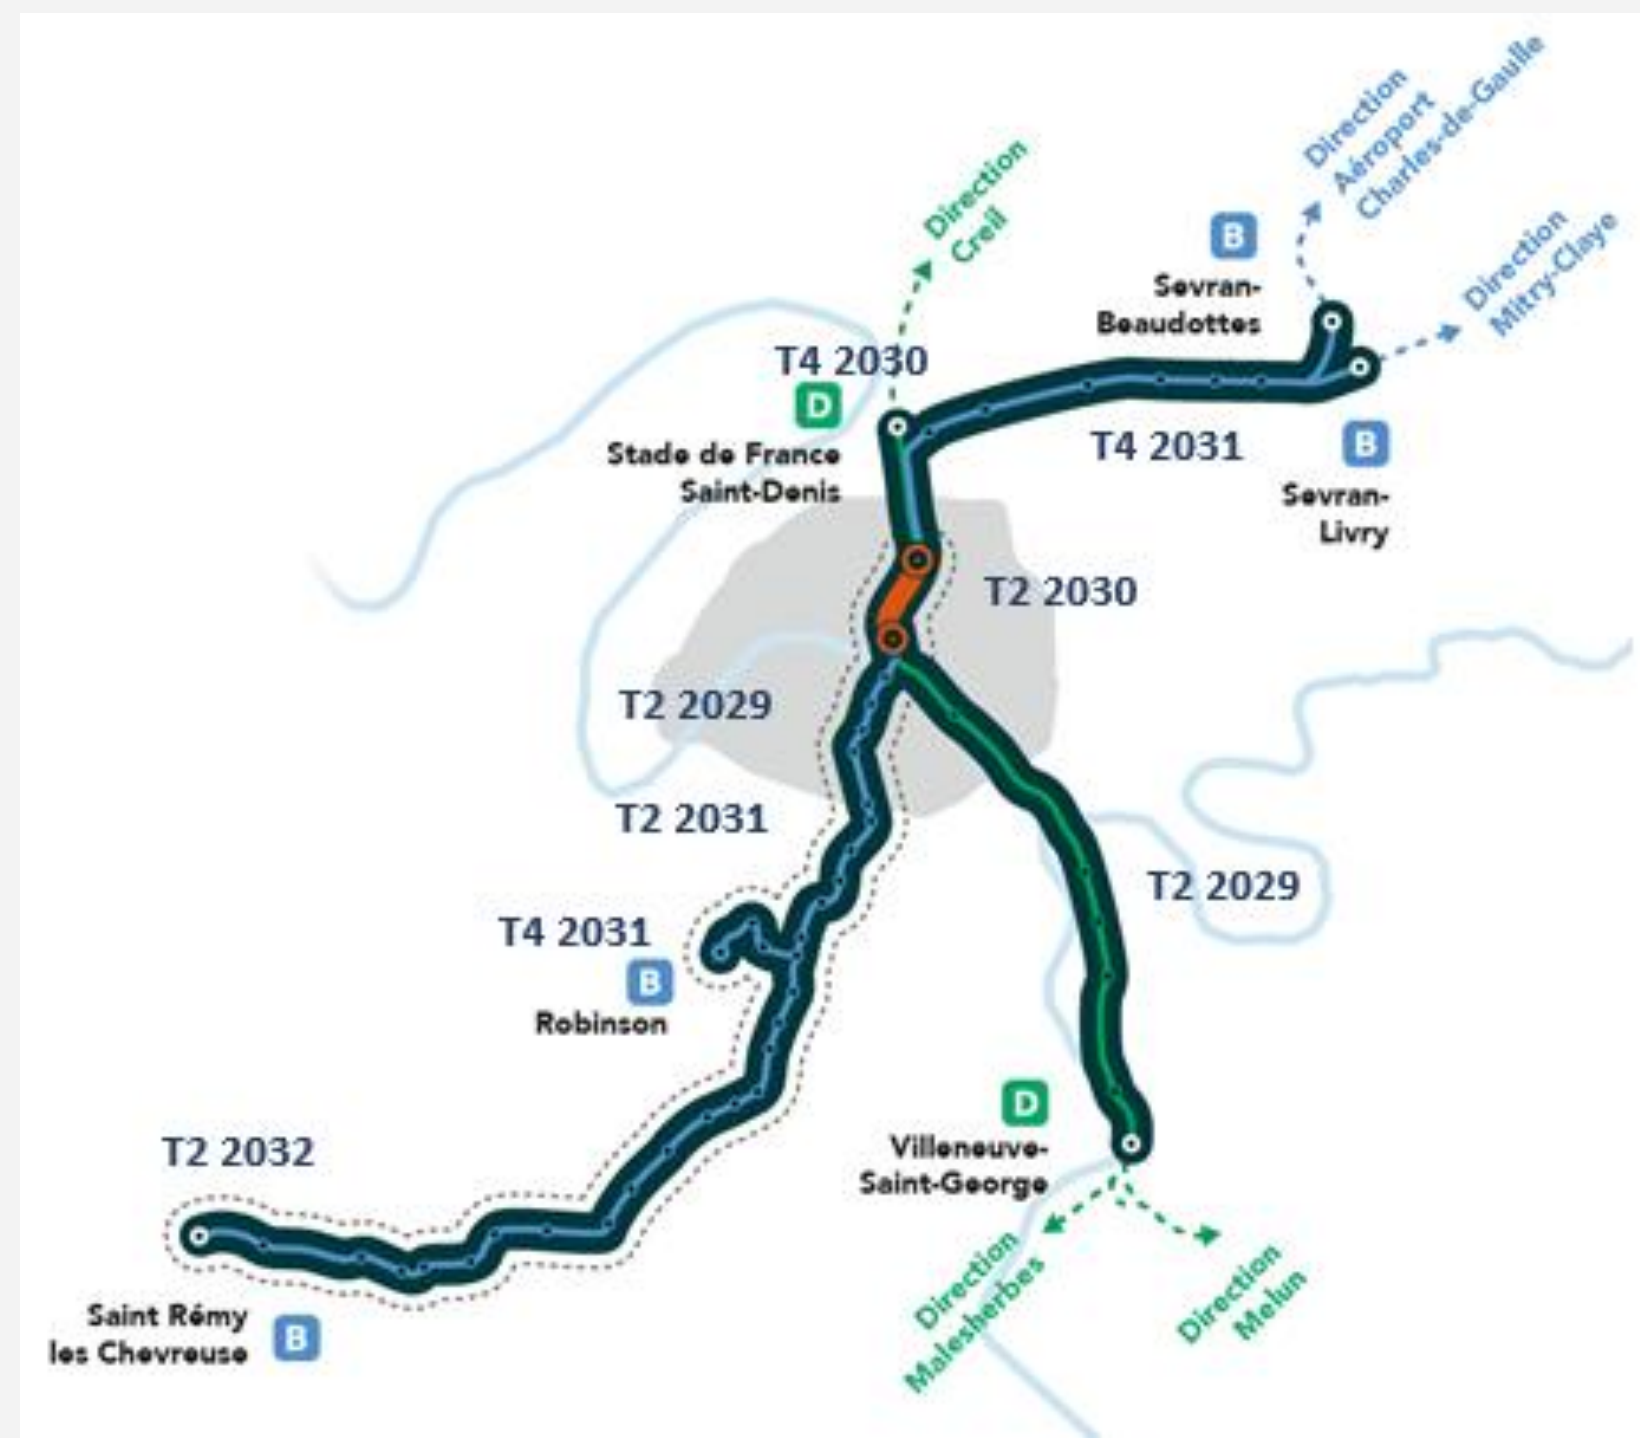 Direction
Aéroport
Charles-de-Gaulle
Direction
Creil
B
Sevran-
Beaudottes
Direction
Mitry-Claye
T4 2030
D
Stade de France
Saint-Denis
T4 2031
B
Sevran-
Livry
T2 2030
T2 2029
T2 2031
T2 2029
T4 2031
B
Robinson
D
Villeneuve-
Saint-George
T2 2032
Direction
Malesherbes
Direction
Melun
Saint Rémy
les Chevreuse
B